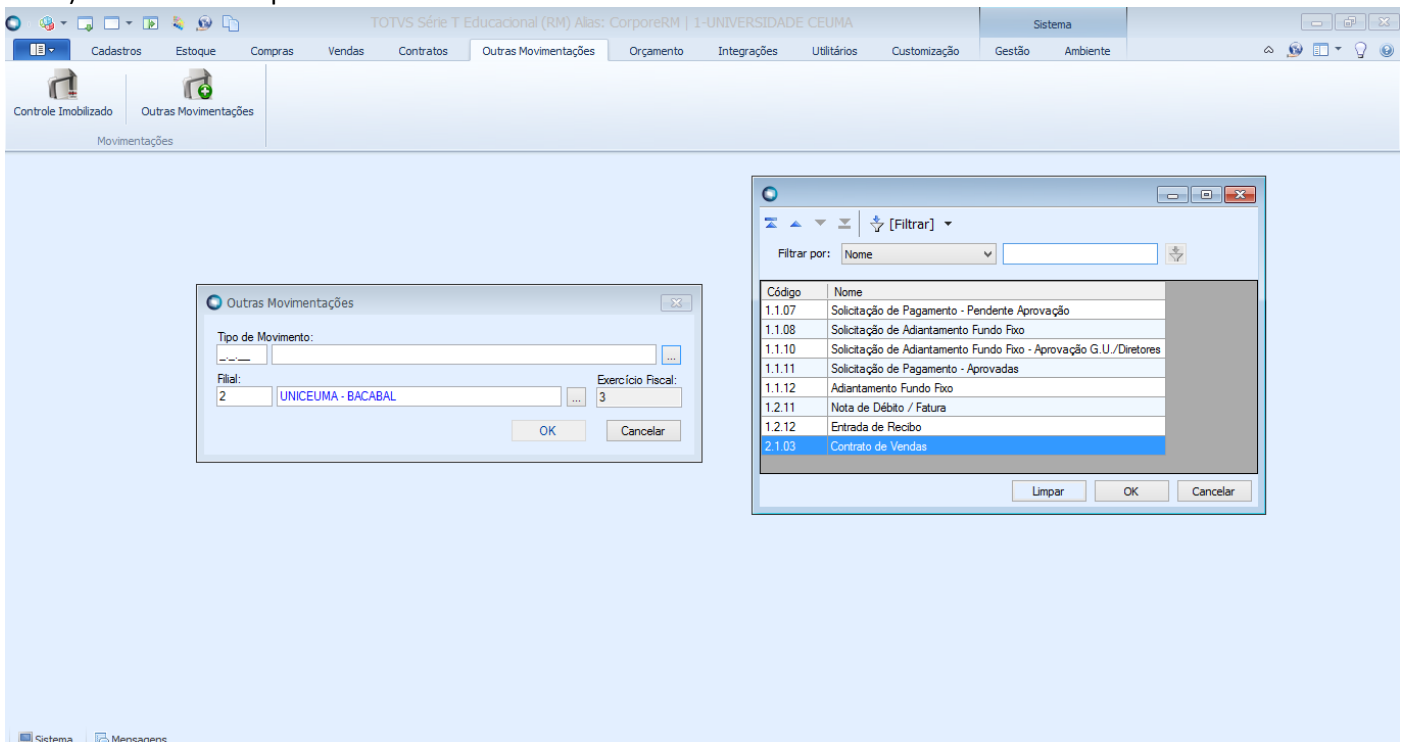 TOTVS Série T Educacional (RM) Alias: CorporeRM | 1-UNIVERSIDADE CEUMA
Sistema
Cadastros Estoque Compras Vendas Contratos Outras Movimentações Orçamento Integrações Utilitários Customização Gestão Ambiente
Controle Imobilizado Outras Movimentações
Movimentações
[Filtrar]
Filtrar por: Nome
Código Nome
1.1.07 Solicitação de Pagamento - Pendente Aprovação
1.1.08 Solicitação de Adiantamento Fundo Fixo
1.1.10 Solicitação de Adiantamento Fundo Fixo - Aprovação G.U./Diretores
1.1.11 Solicitação de Pagamento - Aprovadas
1.1.12 Adiantamento Fundo Fixo
1.2.11 Nota de Débito / Fatura
1.2.12 Entrada de Recibo
2.1.03 Contrato de Vendas
Limpar OK Cancelar
Outras Movimentações
Tipo de Movimento:
_._.__ ...
Filial: Exercício Fiscal:
2 UNICEUMA - BACABAL ... 3
OK Cancelar
Sistema Mensagens